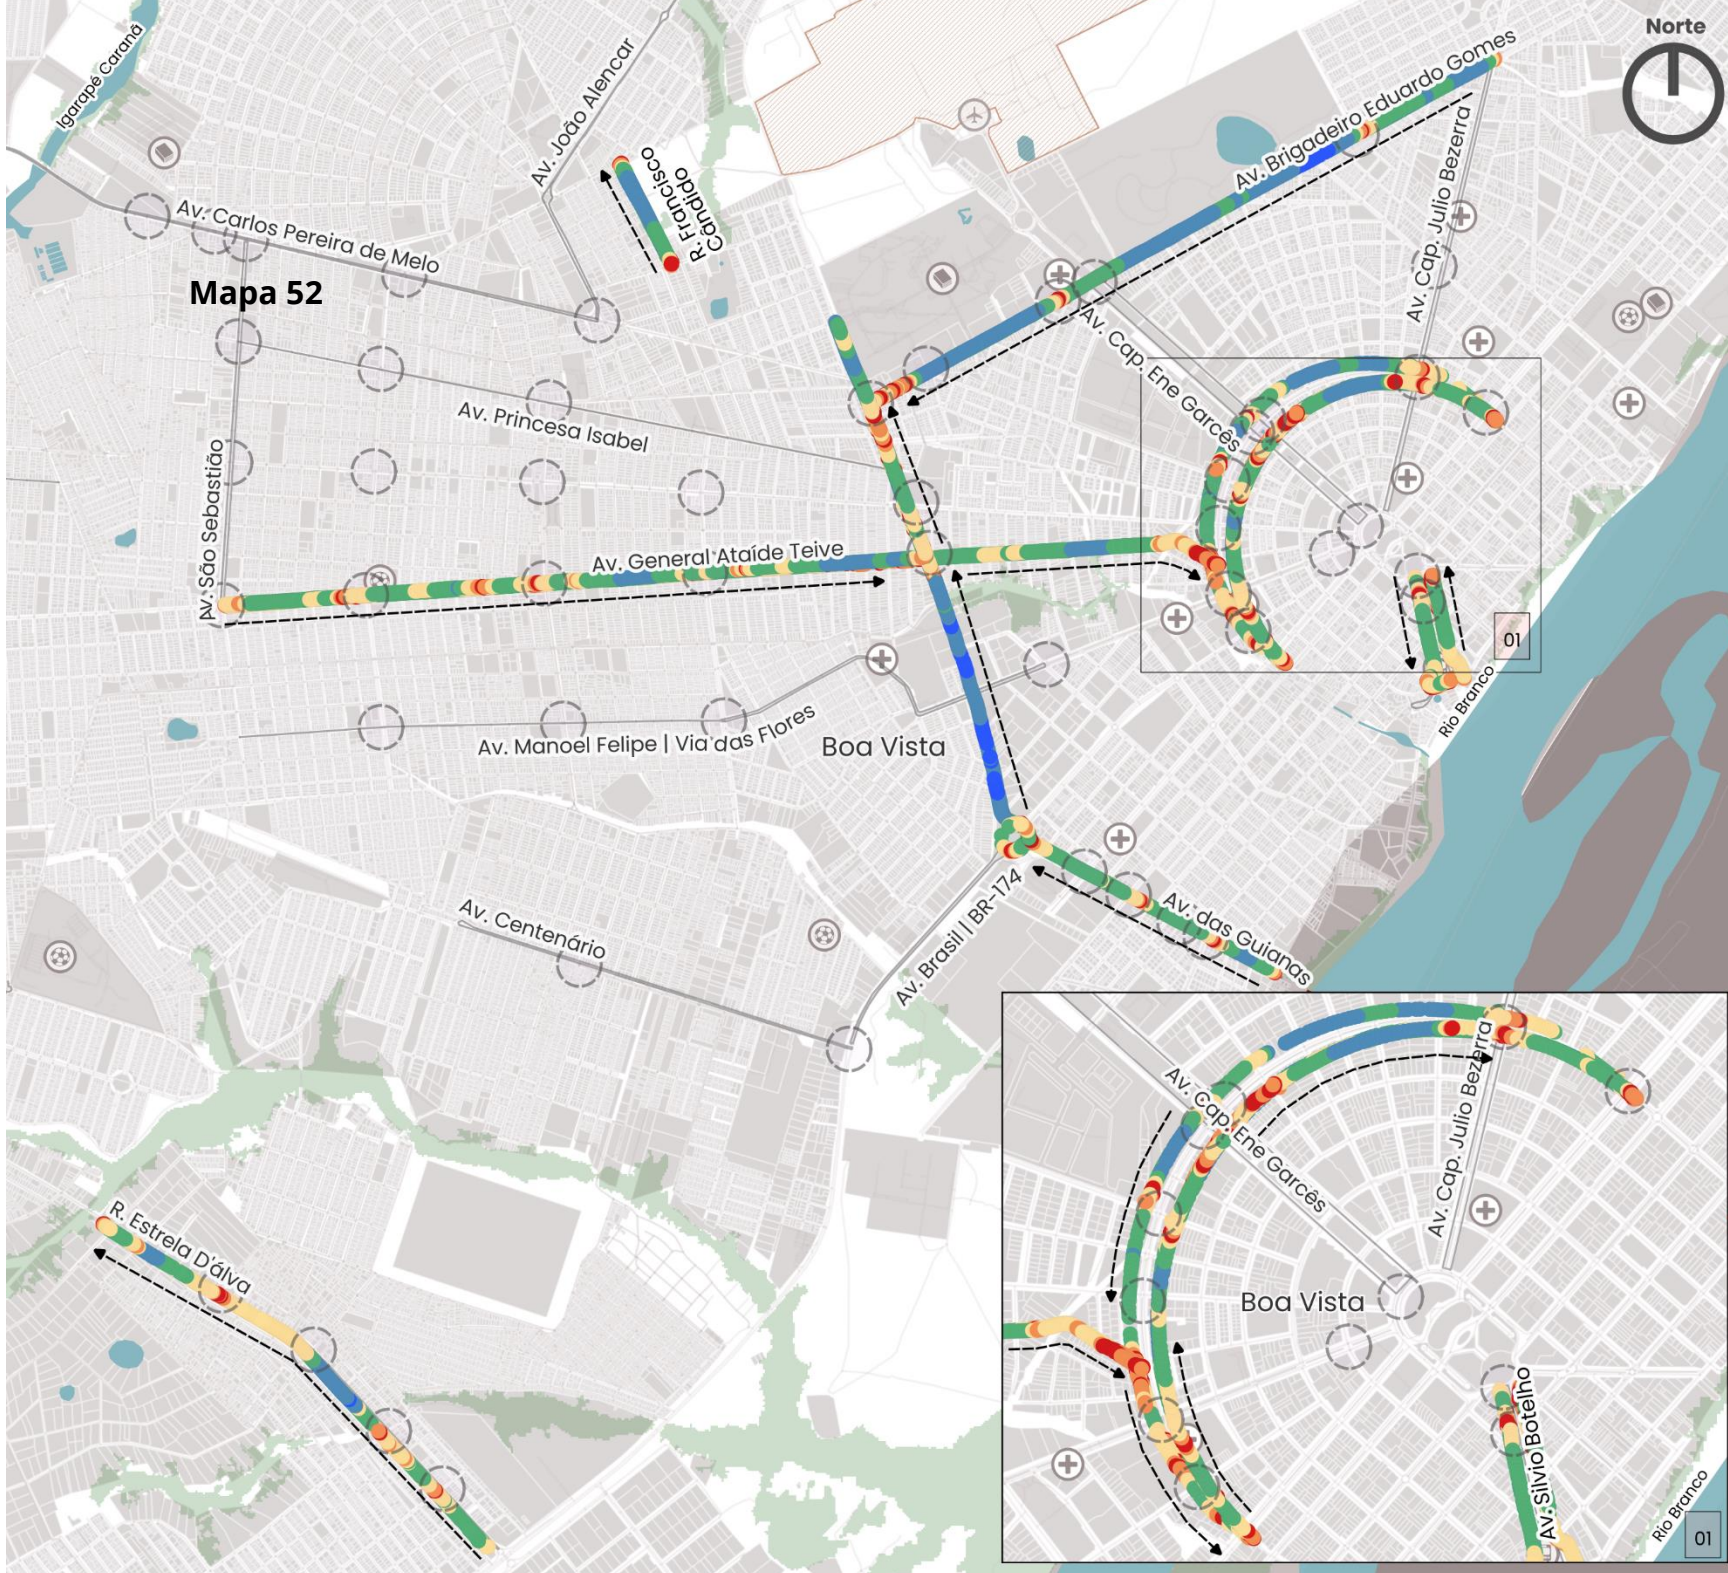 Norte
Igarapé Caranã
Av. João Alencar
Av. Brigadeiro Eduardo Gomes
R. Francisco
Cândido
Av. Cap. Julio Bezerra
Av. Carlos Pereira de Melo
Mapa 52
Av. Cap. Ene Garcês
Av. Princesa Isabel
Av. São Sebastião
Av. General Ataíde Teive
01
Rio Branco
Av. Manoel Felipe | Via das Flores
Boa Vista
Av. das Guianas
Av. Brasil | BR-174
Av. Centenário
R. Estrela D'álva
Av. Cap. Ene Garcês
Av. Cap. Julio Bezerra
Boa Vista
Av. Silvio Botelho
Rio Branco
01